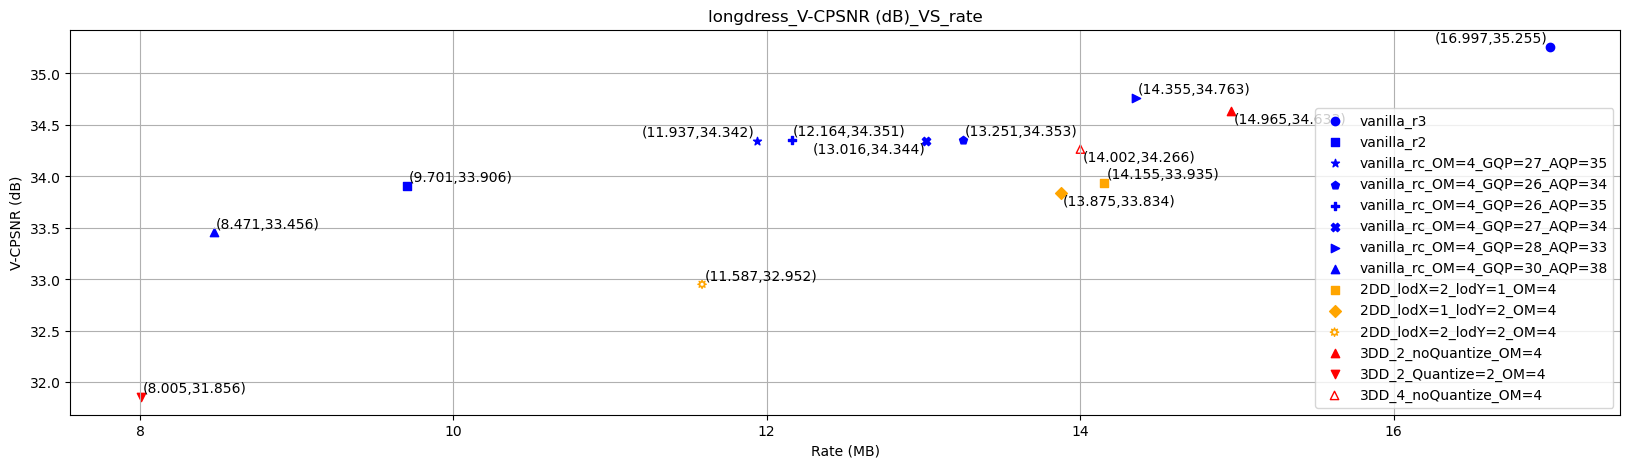 longdress_V-CPSNR (dB)_VS_rate
(16.997,35.255)
35.0
(14.355,34.763)
(14.965,34.63
34.5
(11.937,34.342)
(12.164,34.351)
(13.251,34.353)
(13.016,34.344)
(14.002,34.266)
34.0
(9.701,33.906)
(14.155,33.935)
(13.875,33.834)
33.5
(8.471,33.456)
33.0
(11.587,32.952)
32.5
32.0
(8.005,31.856)
V-CPSNR (dB)
vanilla_r3
vanilla_r2
vanilla_rc_OM=4_GQP=27_AQP=35
vanilla_rc_OM=4_GQP=26_AQP=34
vanilla_rc_OM=4_GQP=26_AQP=35
vanilla_rc_OM=4_GQP=27_AQP=34
vanilla_rc_OM=4_GQP=28_AQP=33
vanilla_rc_OM=4_GQP=30_AQP=38
2DD_lodX=2_lodY=1_OM=4
2DD_lodX=1_lodY=2_OM=4
2DD_lodX=2_lodY=2_OM=4
3DD_2_noQuantize_OM=4
3DD_2_Quantize=2_OM=4
3DD_4_noQuantize_OM=4
8
10
12
14
16
Rate (MB)